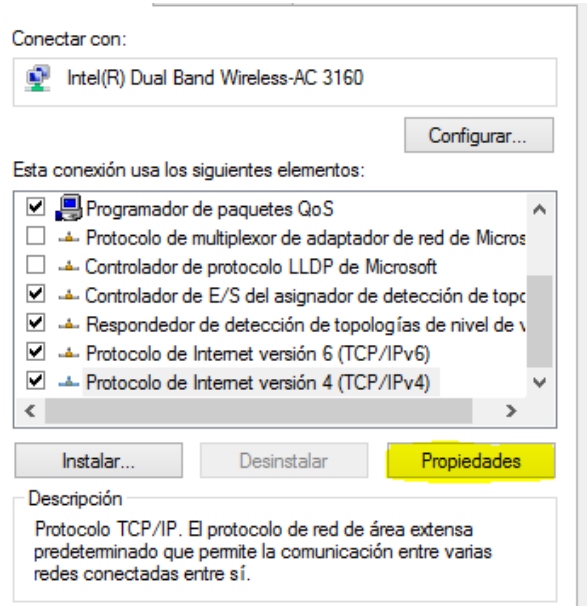 Conectar con:
Intel(R) Dual Band Wireless-AC 3160
Configurar...
Esta conexión usa los siguientes elementos:
Programador de paquetes QoS
Protocolo de multiplexor de adaptador de red de Micros
Controlador de protocolo LLDP de Microsoft
Controlador de E/S del asignador de detección de topo
Respondedor de detección de topologías de nivel de v
Protocolo de Internet versión 6 (TCP/IPv6)
Protocolo de Internet versión 4 (TCP/IPv4)
Instalar... Desinstalar Propiedades
Descripción
Protocolo TCP/IP. El protocolo de red de área extensa
predeterminado que permite la comunicación entre varias
redes conectadas entre sí.